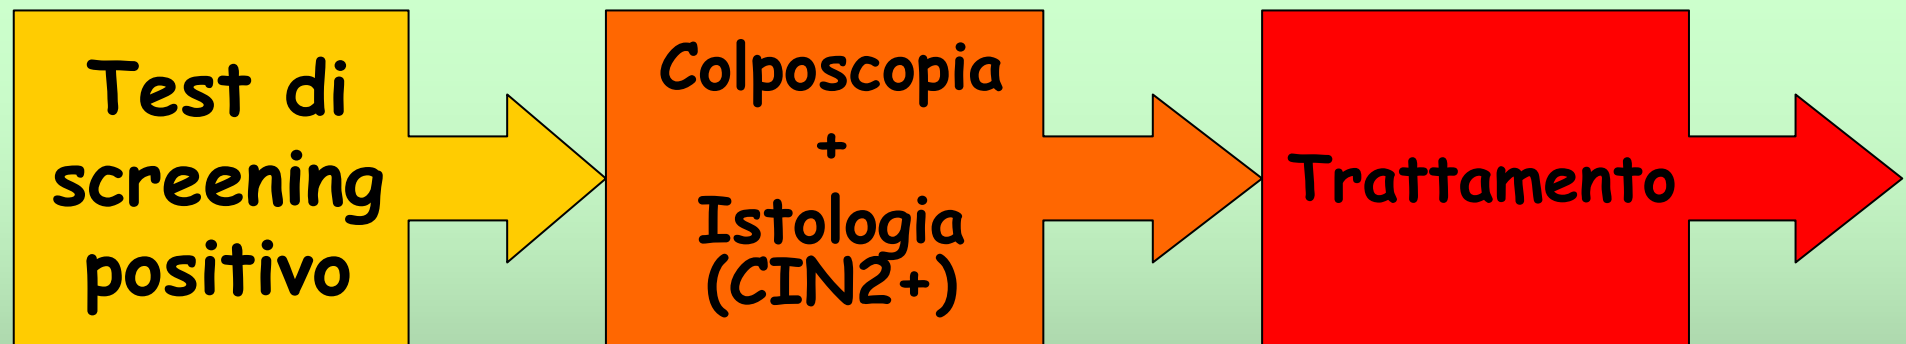 Test di
screening
positivo
Colposcopia
+
Istologia
(CIN2+)
Trattamento